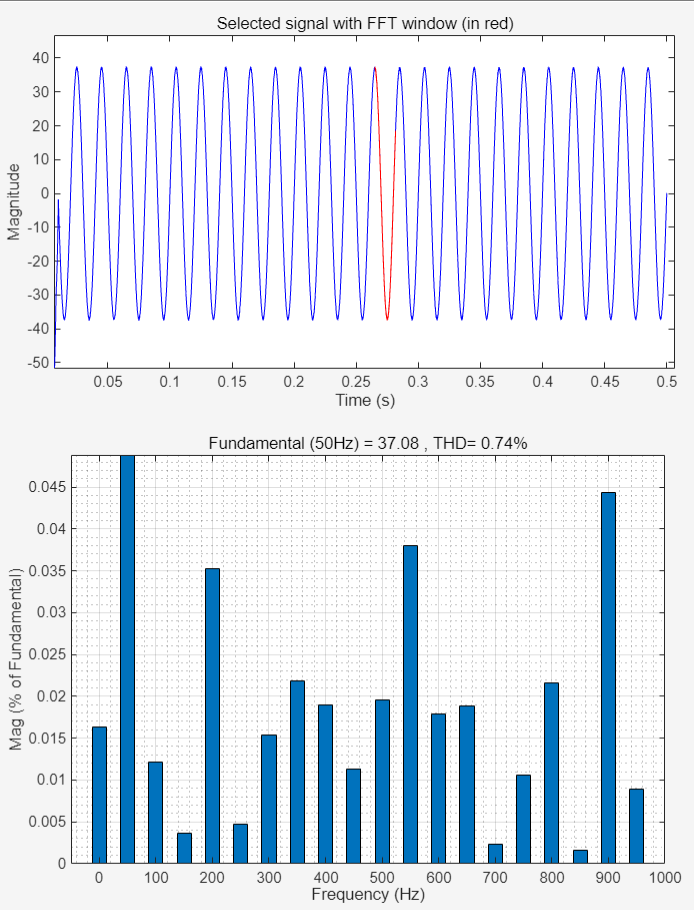 Selected signal with FFT window (in red)
40
30
20
10
0
-10
-20
-30
-40
-50
Magnitude
0.05 0.1 0.15 0.2 0.25 0.3 0.35 0.4 0.45 0.5
Time (s)
Fundamental (50Hz) = 37.08 , THD= 0.74%
0.045
0.04
0.035
0.03
0.025
0.02
0.015
0.01
0.005
0
Mag (% of Fundamental)
0 100 200 300 400 500 600 700 800 900 1000
Frequency (Hz)